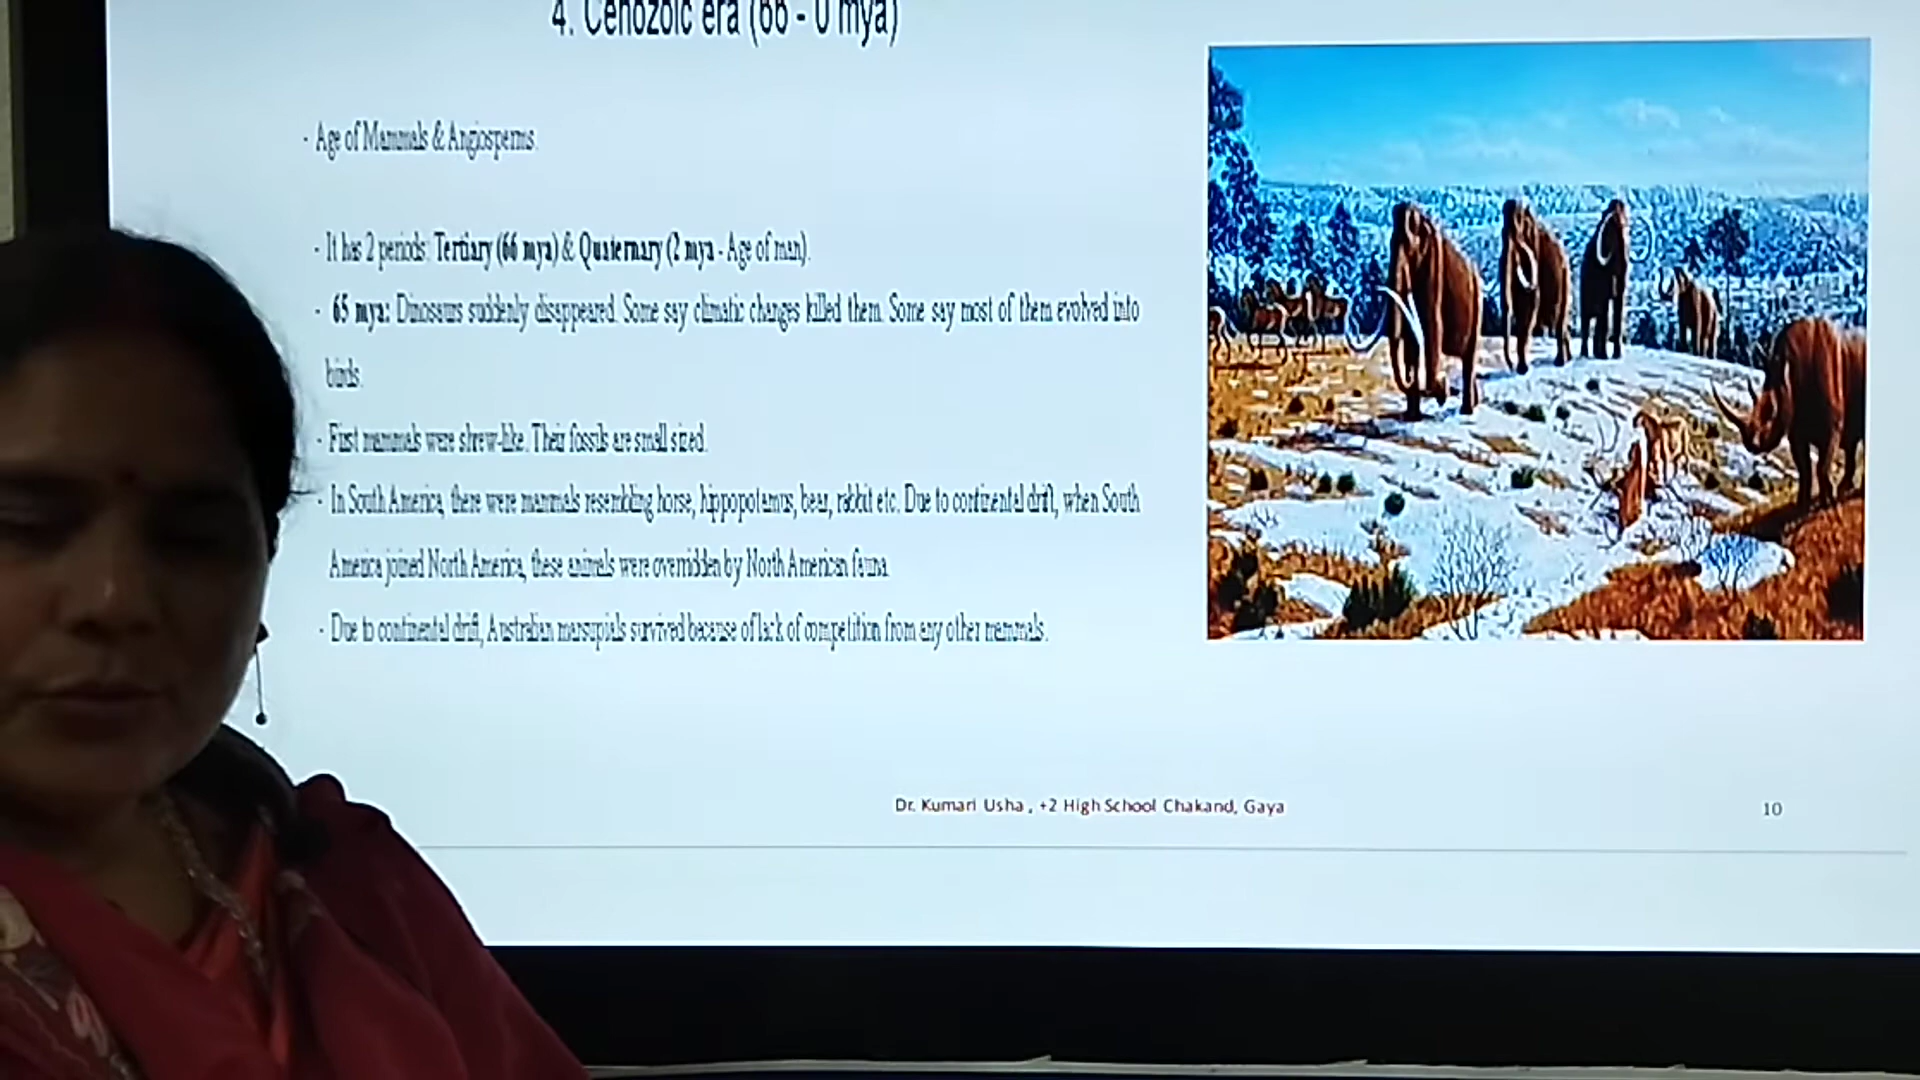 4. Cenozoic era (66 - 0 mya)
- Age of Mammals & Angiosperms.
- It has 2 periods: Tertiary (66 mya) & Quaternary (2 mya - Age of man).
- 65 mya: Dinosaurs suddenly disappeared. Some say climatic changes killed them. Some say most of them evolved into
birds.
- First mammals were shrew-like. Their fossils are small sized.
- In South America, there were mammals resembling horse, hippopotamus, bear, rabbit etc. Due to continental drift, when South
America joined North America, these animals were overridden by North American fauna.
- Due to continental drift, Australian marsupials survived because of lack of competition from any other mammals.
Dr. Kumari Usha , +2 High School Chakand, Gaya
10